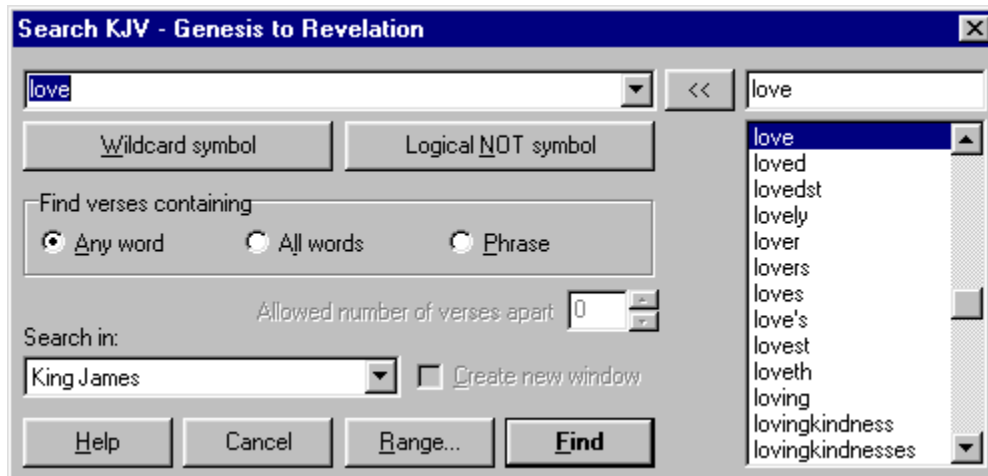 Search KJV - Genesis to Revelation
love << love
Wildcard symbol Logical NOT symbol
Find verses containing
Any word All words Phrase
Allowed number of verses apart 0
Search in:
King James Create new window
Help Cancel Range... Find
love
loved
lovedst
lovely
lover
lovers
loves
love's
lovest
loveth
loving
lovingkindness
lovingkindnesses